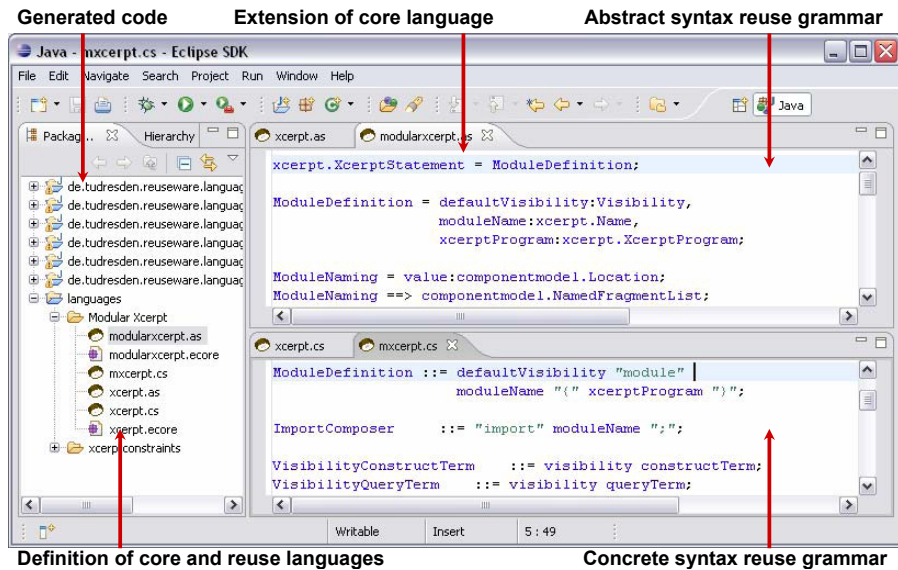 Generated code
Extension of core language
Abstract syntax reuse grammar
Java - mxcerpt.cs - Eclipse SDK
File Edit Navigate Search Project Run Window Help
Java
Packag...
Hierarchy
xcerpt.as
modularxcerpt.as
de.tudresden.reuseware.languag
de.tudresden.reuseware.languag
de.tudresden.reuseware.languag
de.tudresden.reuseware.languag
de.tudresden.reuseware.languag
de.tudresden.reuseware.languag
languages
Modular Xcerpt
modularxcerpt.as
modularxcerpt.ecore
mxcerpt.cs
xcerpt.as
xcerpt.cs
xcerpt.ecore
xcerpt constraints
xcerpt.XcerptStatement = ModuleDefinition;
ModuleDefinition = defaultVisibility:Visibility,
moduleName:xcerpt.Name,
xcerptProgram:xcerpt.XcerptProgram;
ModuleNaming = value:componentmodel.Location;
ModuleNaming ==> componentmodel.NamedFragmentList;
xcerpt.cs
mxcerpt.cs
ModuleDefinition ::= defaultVisibility "module"
moduleName "{" xcerptProgram "}";
ImportComposer ::= "import" moduleName ";";
VisibilityConstructTerm ::= visibility constructTerm;
VisibilityQueryTerm ::= visibility queryTerm;
Writable
Insert
5 : 49
Definition of core and reuse languages
Concrete syntax reuse grammar